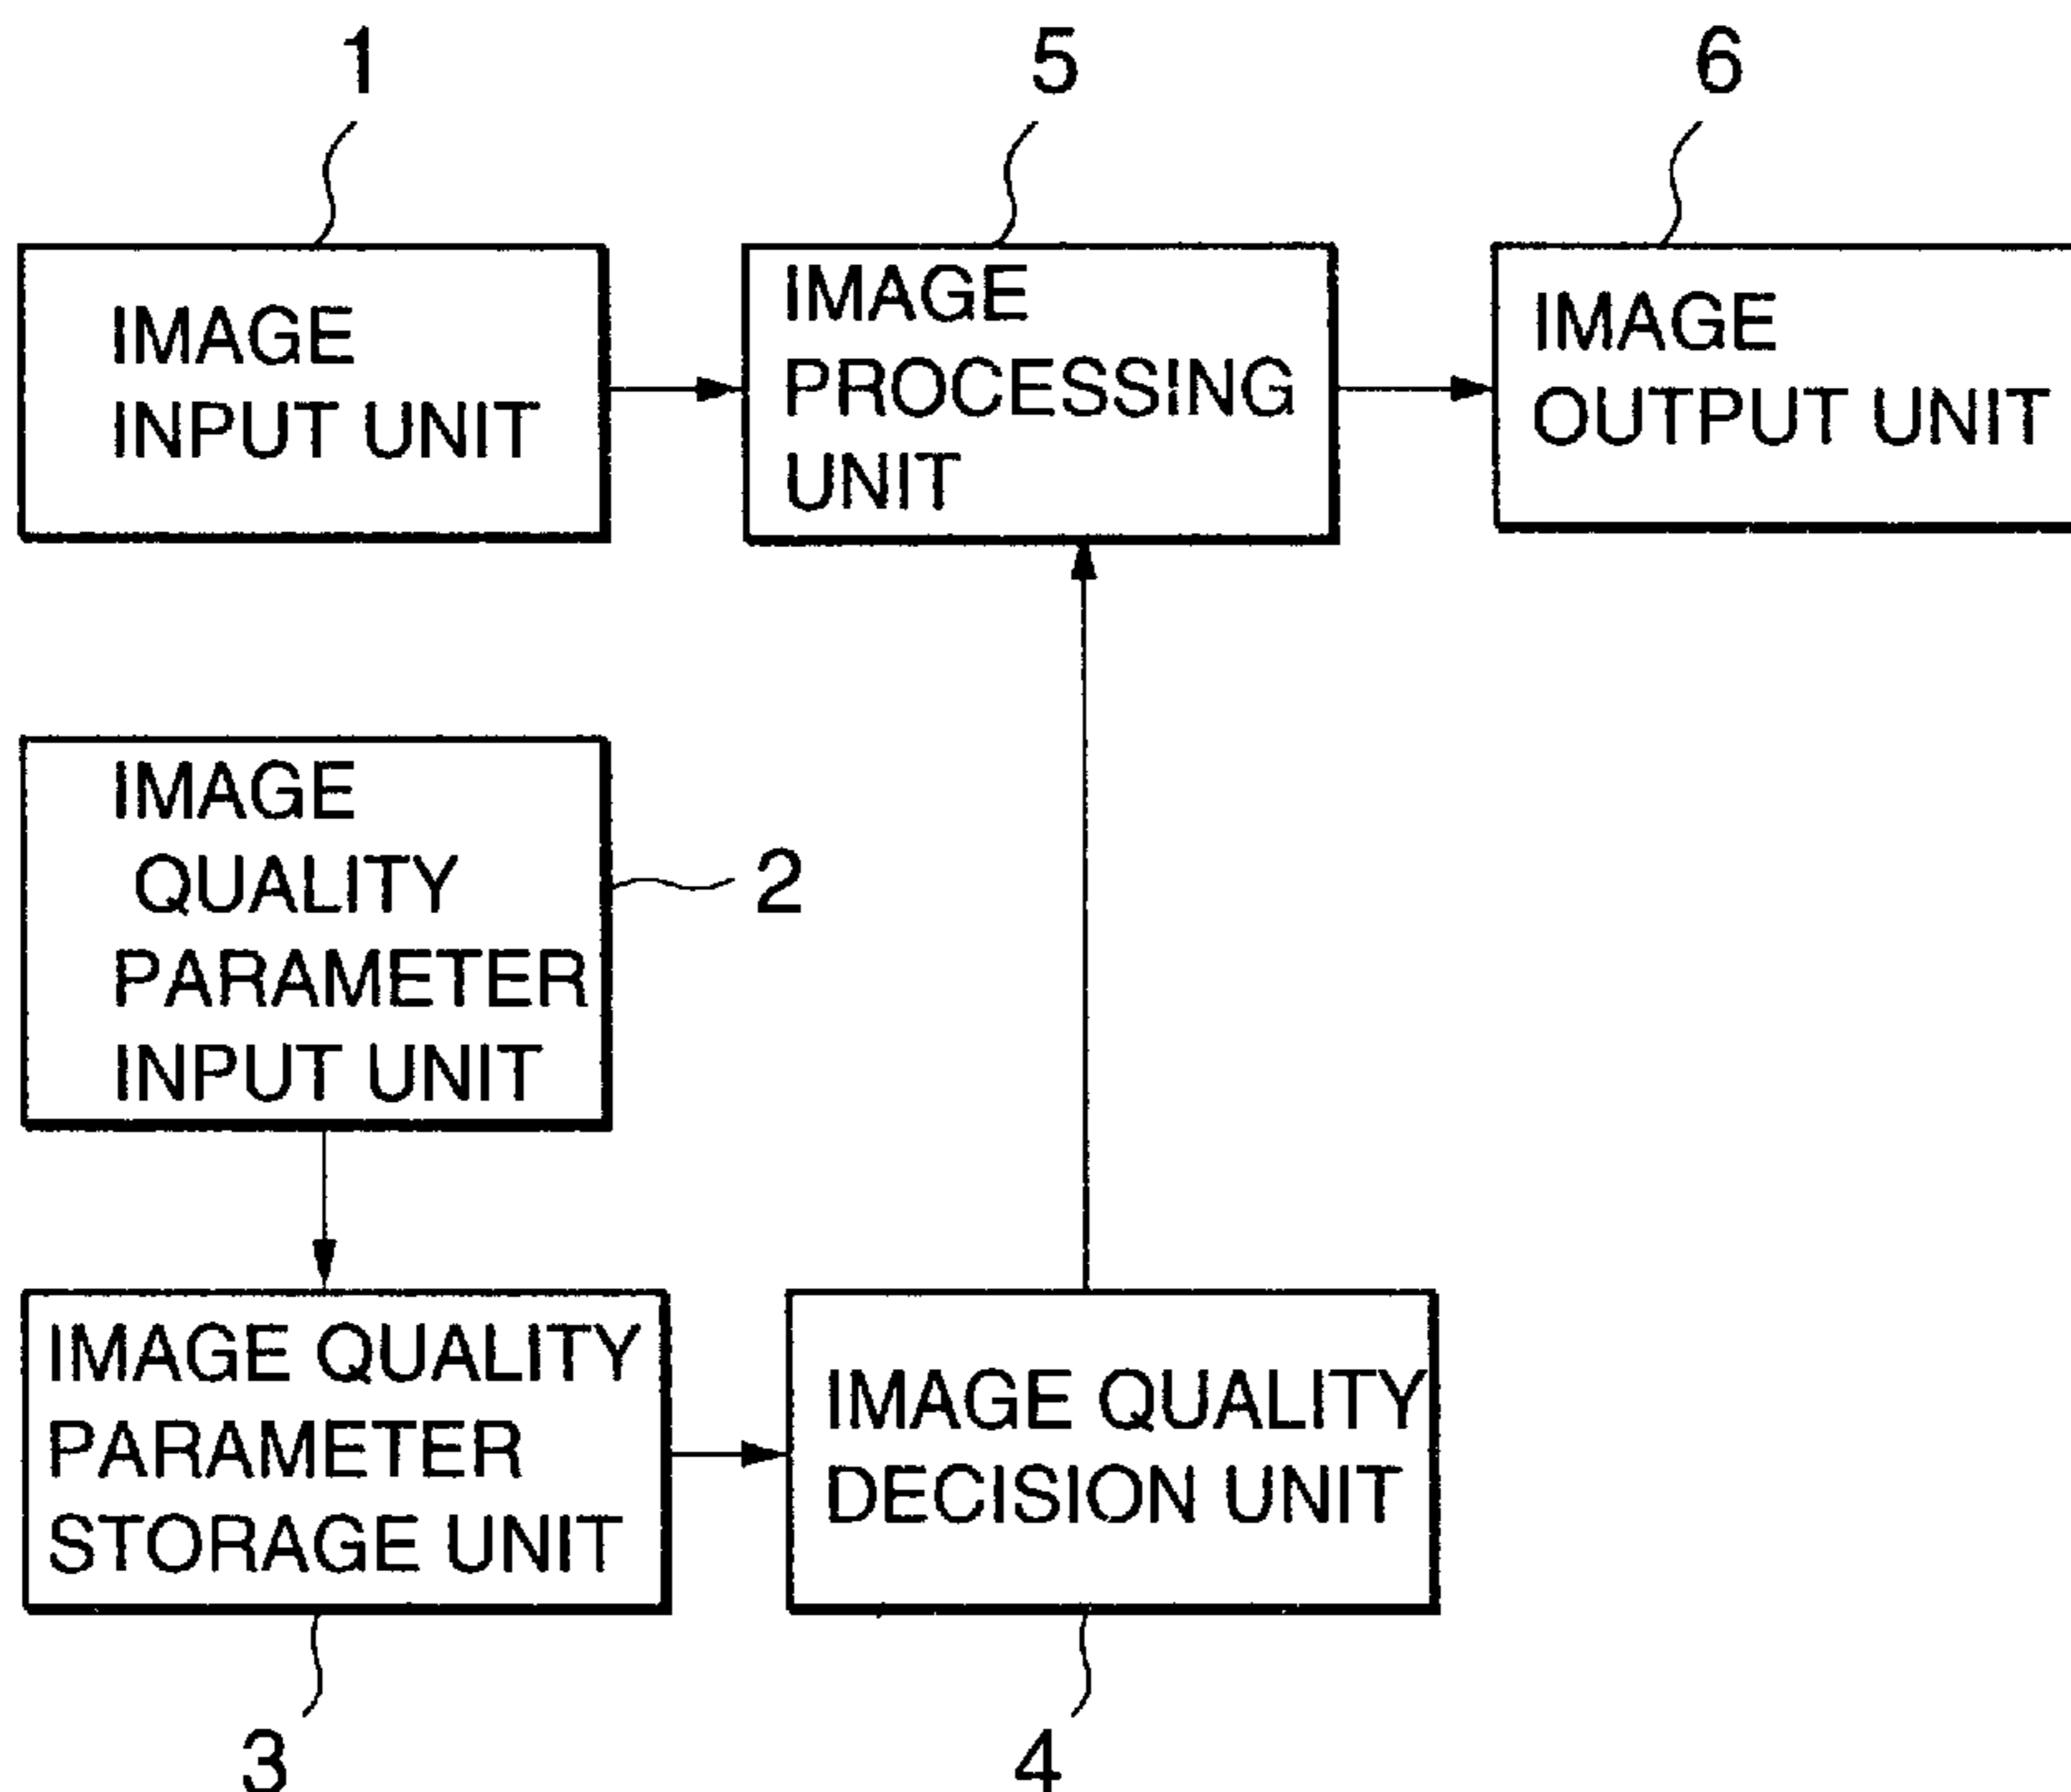 1
5
6
IMAGE
INPUT UNIT
IMAGE
PROCESSING
UNIT
IMAGE
OUTPUT UNIT
IMAGE
QUALITY
PARAMETER
INPUT UNIT
2
IMAGE QUALITY
PARAMETER
STORAGE UNIT
IMAGE QUALITY
DECISION UNIT
3
4